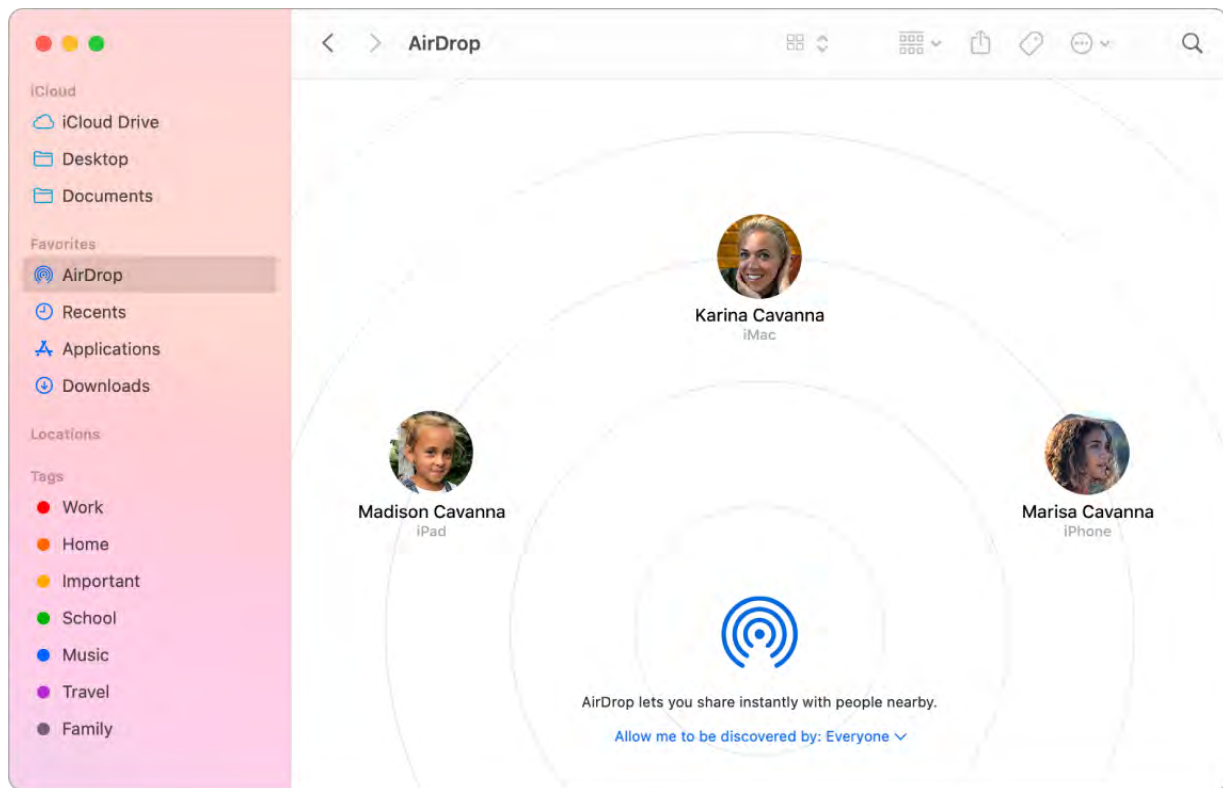 AirDrop
iCloud
iCloud Drive
Desktop
Documents
Favorites
AirDrop
Recents
Applications
Downloads
Locations
Tags
Work
Home
Important
School
Music
Travel
Family
Karina Cavanna
iMac
Madison Cavanna
iPad
Marisa Cavanna
iPhone
AirDrop lets you share instantly with people nearby.
Allow me to be discovered by: Everyone